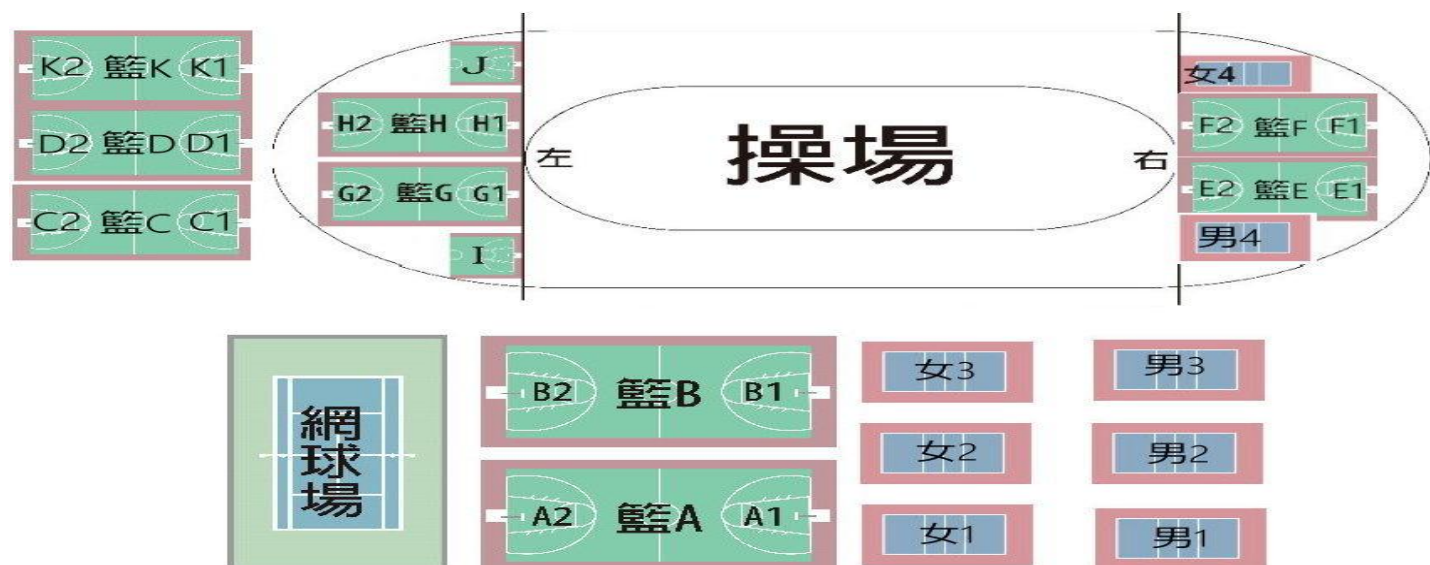 K2 籃K K1
D2 籃D D1
C2 籃C C1
J
H2 籃H H1
G2 籃G G1
I
左
操場
右
女4
F2 籃F F1
E2 籃E E1
男4
網球場
B2 籃B B1
A2 籃A A1
女3
男3
女2
男2
女1
男1